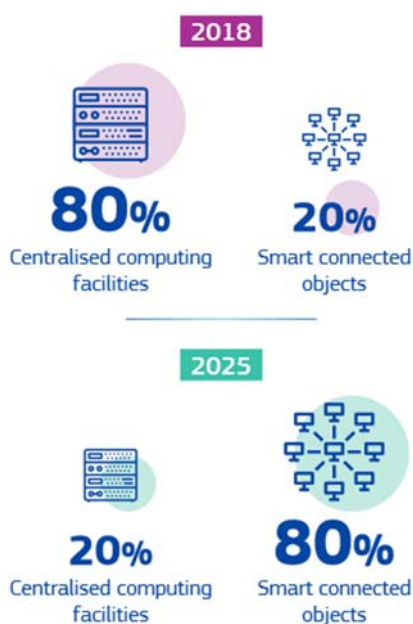 2018
80% 20%
Centralised computing Smart connected
facilities objects
2025
20% 80%
Centralised computing Smart connected
facilities objects